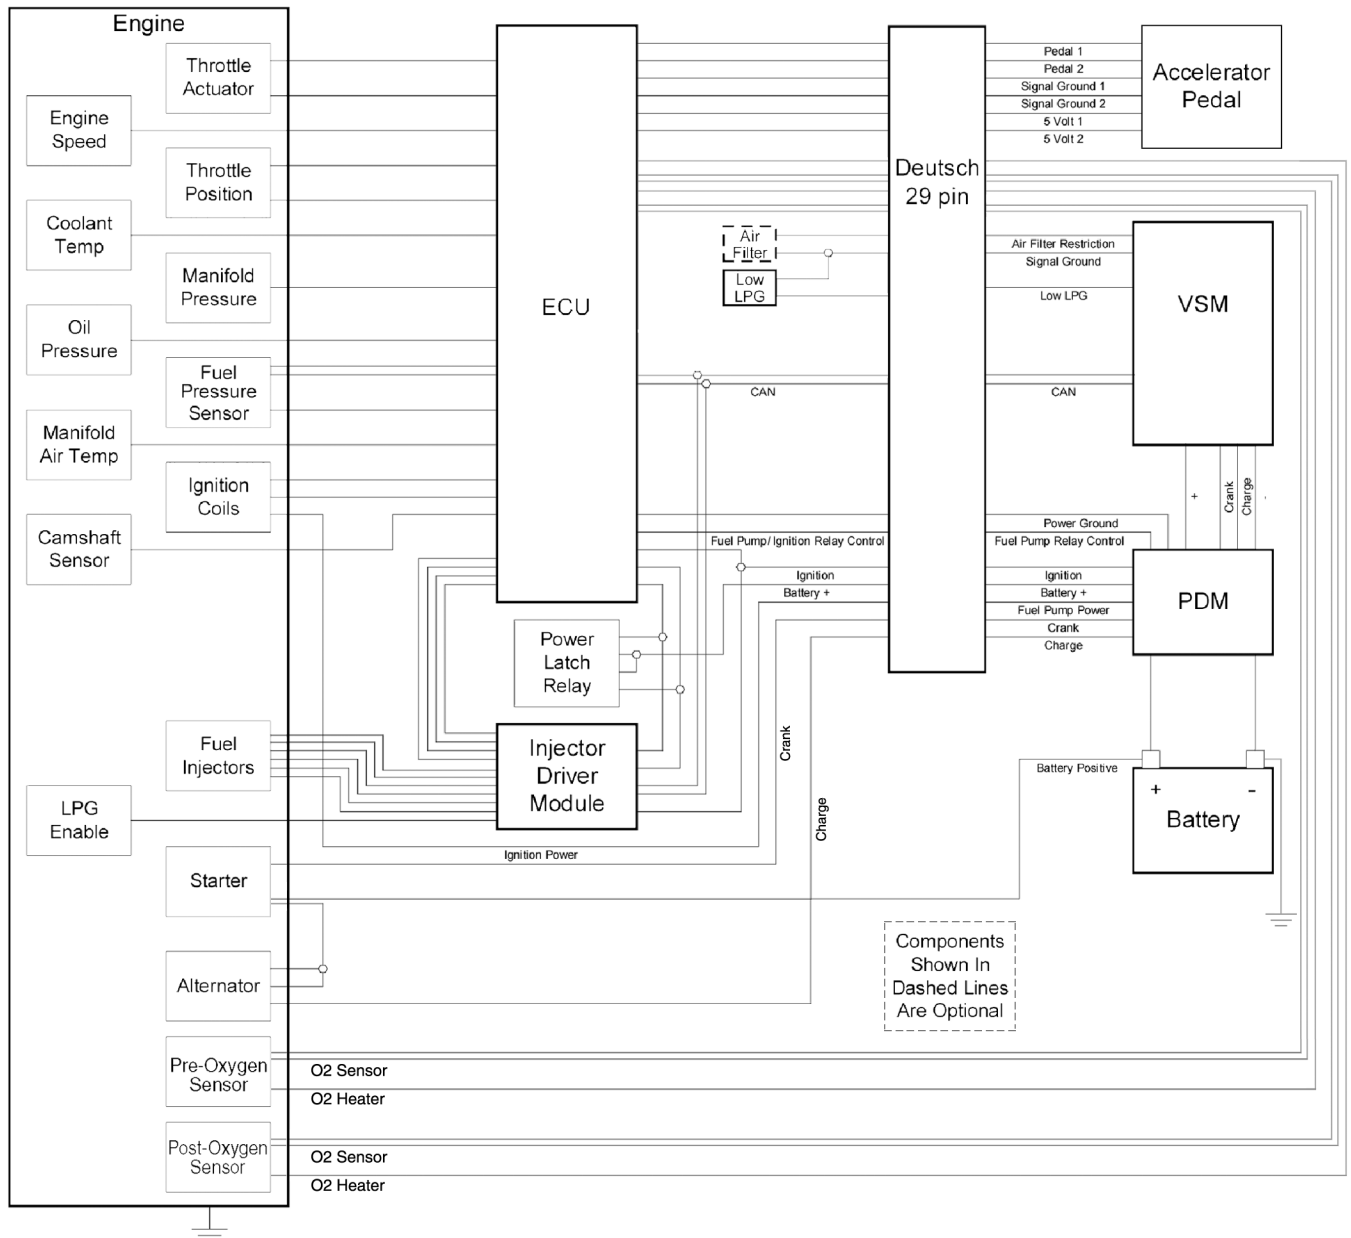 Engine
Throttle
Actuator
Engine
Speed
Throttle
Position
Coolant
Temp
Manifold
Pressure
Oil
Pressure
Fuel
Pressure
Sensor
Manifold
Air Temp
Ignition
Coils
Camshaft
Sensor
Fuel
Injectors
LPG
Enable
Starter
Alternator
Pre-Oxygen
Sensor
Post-Oxygen
Sensor
O2 Sensor
O2 Heater
O2 Sensor
O2 Heater
ECU
Power
Latch
Relay
Injector
Driver
Module
Ignition Power
Air
Filter
Low
LPG
CAN
Fuel Pump/ Ignition Relay Control
Ignition
Battery +
Crank
Charge
Deutsch
29 pin
Pedal 1
Pedal 2
Signal Ground 1
Signal Ground 2
5 Volt 1
5 Volt 2
Accelerator
Pedal
Air Filter Restriction
Signal Ground
Low LPG
CAN
VSM
+
Crank
Charge
-
Power Ground
Fuel Pump Relay Control
Ignition
Battery +
Fuel Pump Power
Crank
Charge
PDM
Battery Positive
+ -
Battery
Components
Shown In
Dashed Lines
Are Optional